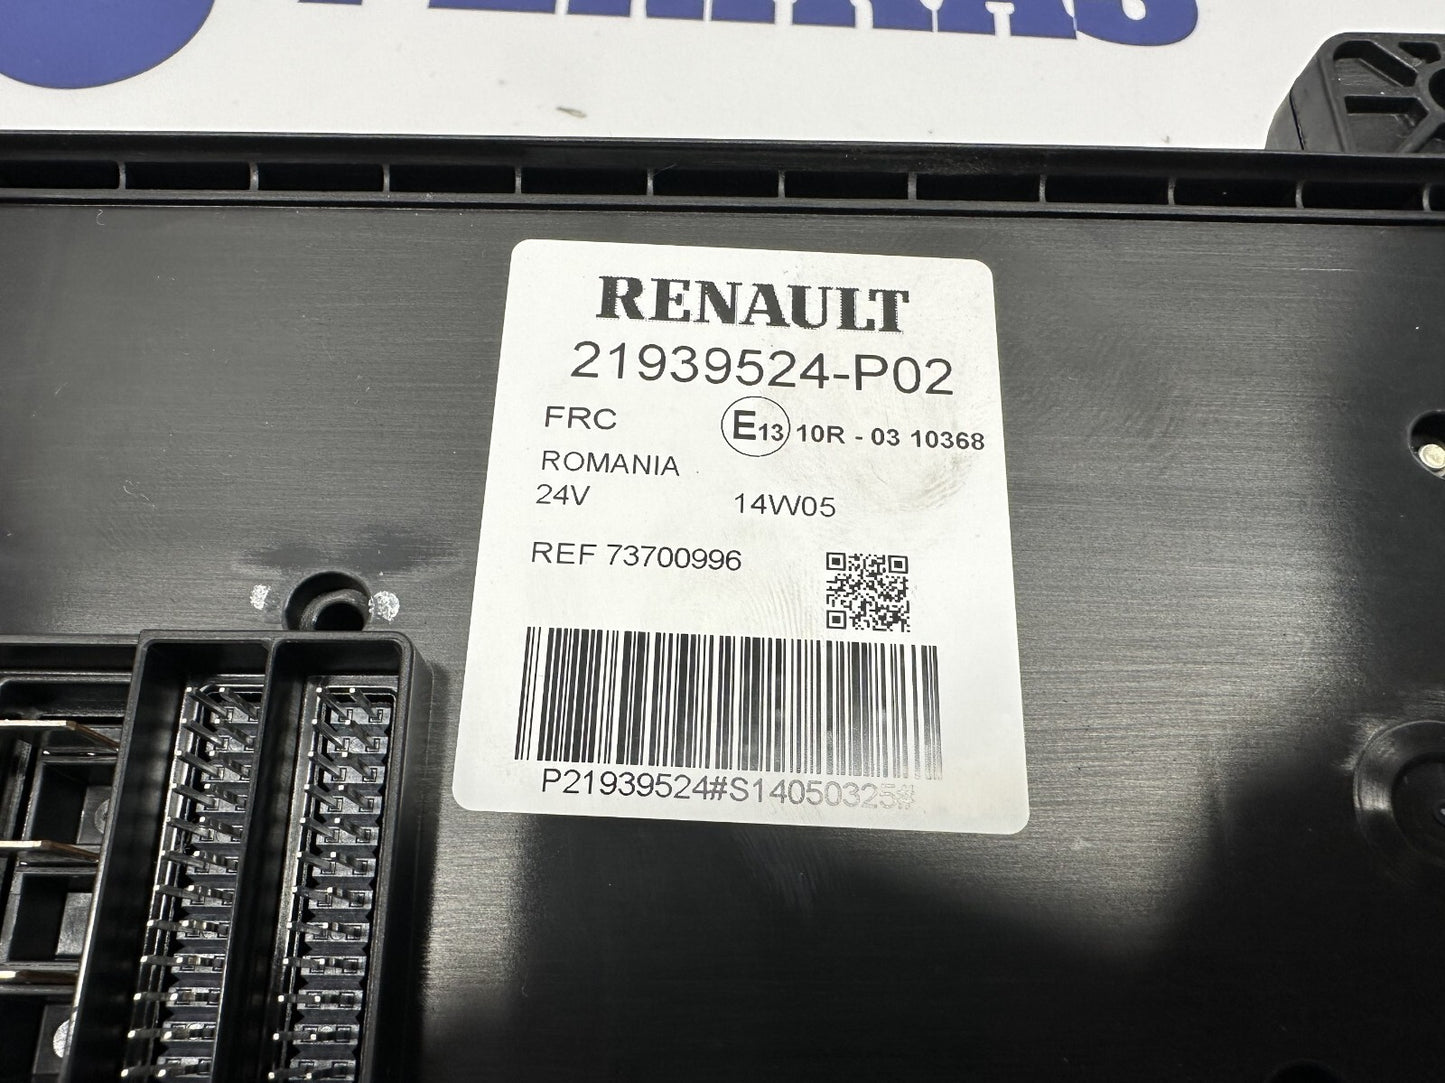 RENAULT
21939524-P02
FRC E13 10R - 03 10368
ROMANIA
24V 14W05
REF 73700996
P21939524#S14050325#